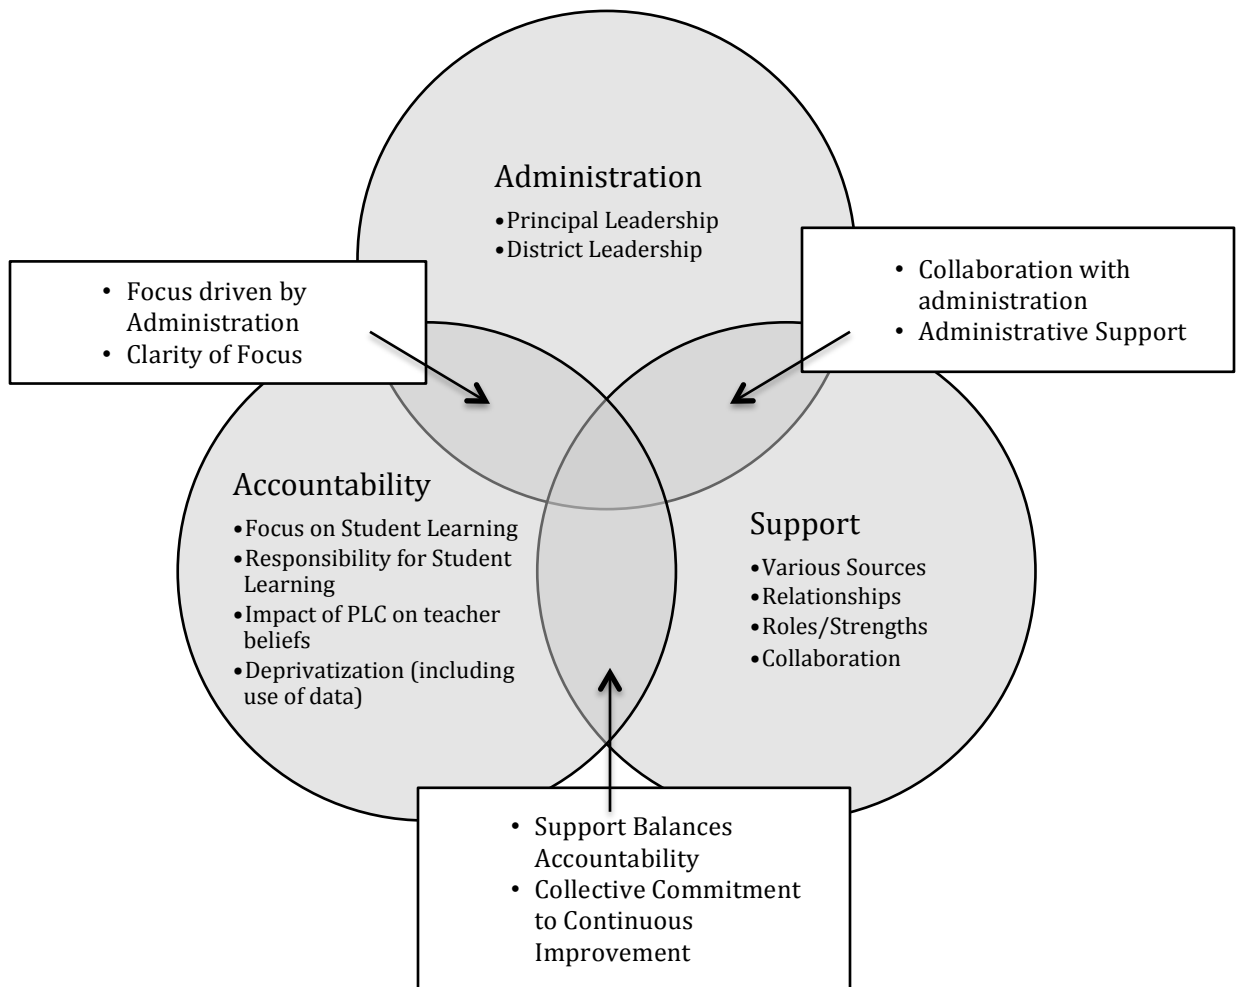 Administration
•Principal Leadership
•District Leadership
• Focus driven by
Administration
• Clarity of Focus
• Collaboration with
administration
• Administrative Support
Accountability
•Focus on Student Learning
•Responsibility for Student
Learning
•Impact of PLC on teacher
beliefs
•Deprivatization (including
use of data)
Support
•Various Sources
•Relationships
•Roles/Strengths
•Collaboration
• Support Balances
Accountability
• Collective Commitment
to Continuous
Improvement